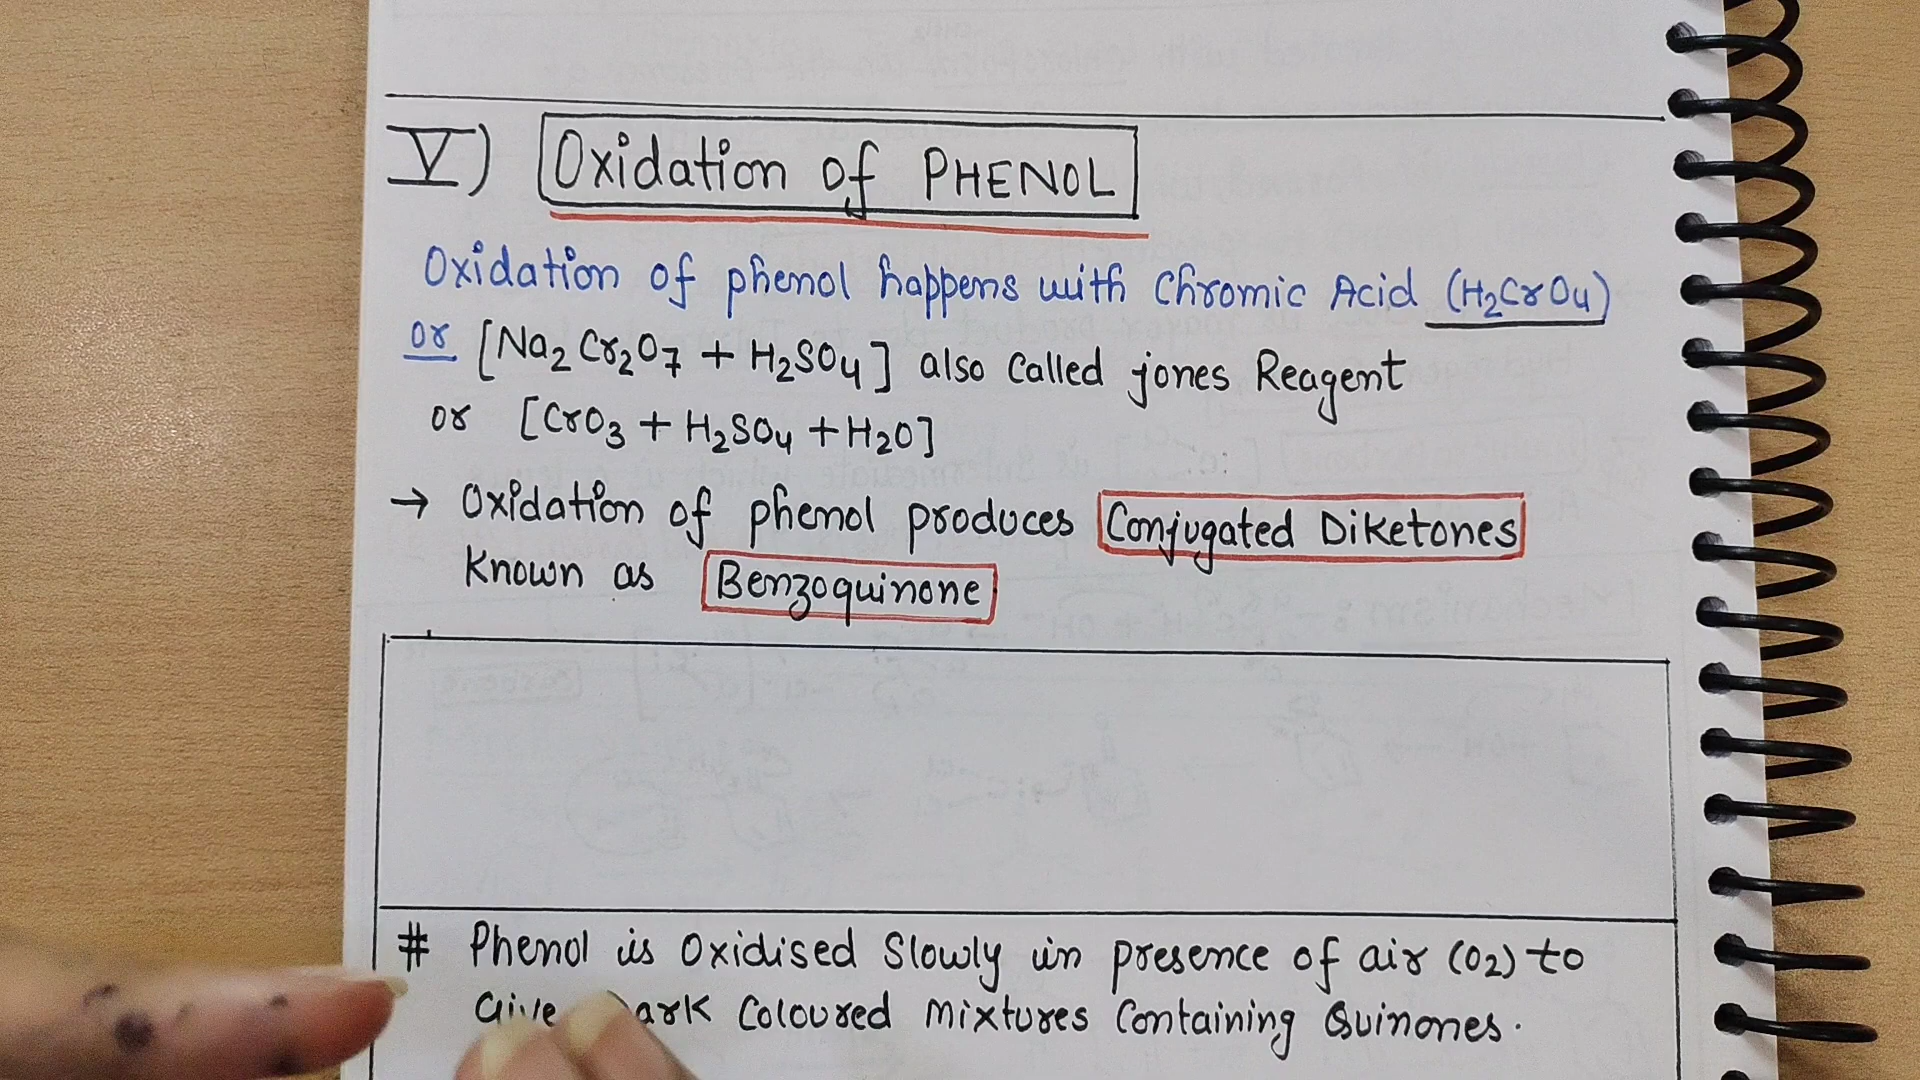 V) Oxidation of PHENOL
Oxidation of phenol happens with Chromic Acid (H₂CrO₄)
or [Na₂Cr₂O₇ + H₂SO₄] also Called jones Reagent
or [CrO₃ + H₂SO₄ + H₂O]
→ Oxidation of phenol produces Conjugated Diketones
Known as Benzoquinone
# Phenol is Oxidised Slowly in presence of air (O₂) to
Give Coloured Mixtures Containing Quinones.